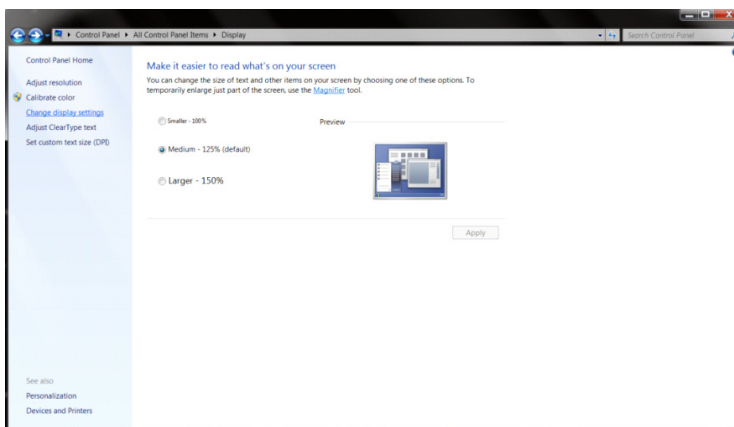 Control Panel ▸ All Control Panel Items ▸ Display
Search Control Panel
Control Panel Home
Adjust resolution
Calibrate color
Change display settings
Adjust ClearType text
Set custom text size (DPI)
Make it easier to read what's on your screen
You can change the size of text and other items on your screen by choosing one of these options. To
temporarily enlarge just part of the screen, use the Magnifier tool.
Smaller - 100%
Preview
Medium - 125% (default)
Larger - 150%
Apply
See also
Personalization
Devices and Printers